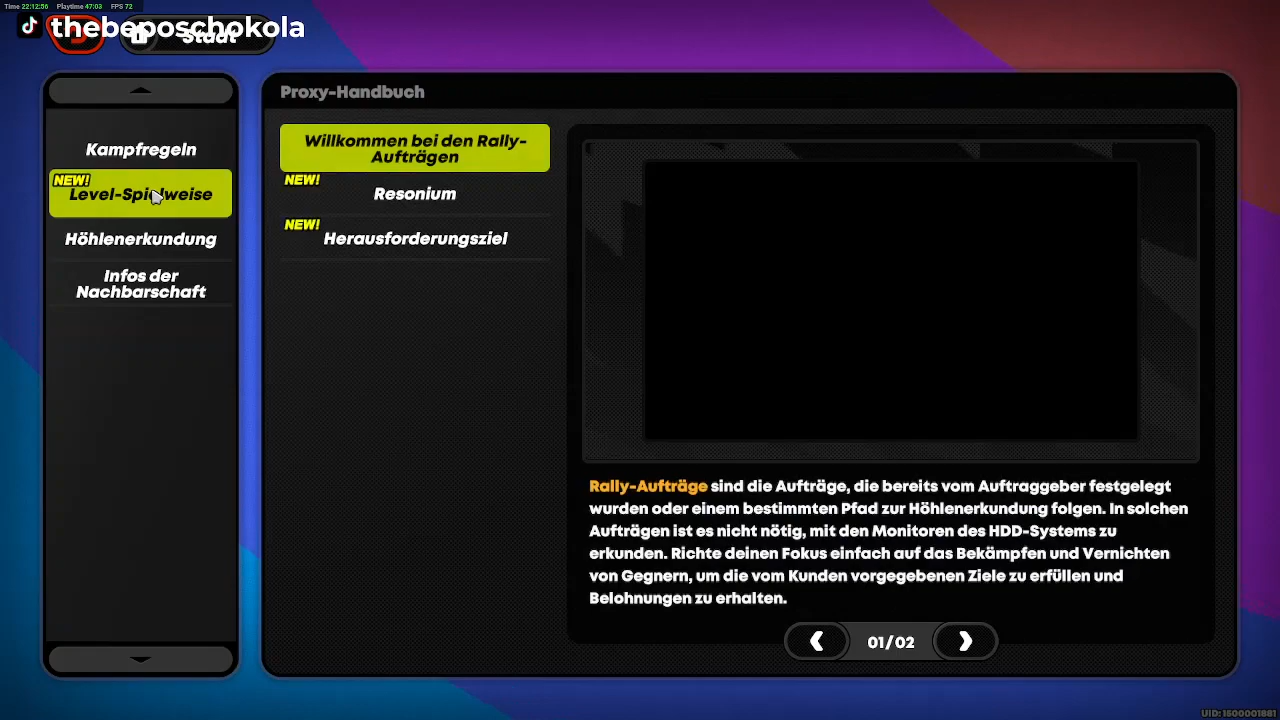 Time 22:12:56 Playtime 47:03 FPS 72
thebeposchokola
Stadt
Proxy-Handbuch
Kampfregeln
NEW!
Level-Spielweise
Höhlenerkundung
Infos der
Nachbarschaft
Willkommen bei den Rally-
Aufträgen
NEW!
Resonium
NEW!
Herausforderungsziel
Rally-Aufträge sind die Aufträge, die bereits vom Auftraggeber festgelegt
wurden oder einem bestimmten Pfad zur Höhlenerkundung folgen. In solchen
Aufträgen ist es nicht nötig, mit den Monitoren des HDD-Systems zu
erkunden. Richte deinen Fokus einfach auf das Bekämpfen und Vernichten
von Gegnern, um die vom Kunden vorgegebenen Ziele zu erfüllen und
Belohnungen zu erhalten.
01/02
UID: 1500001881